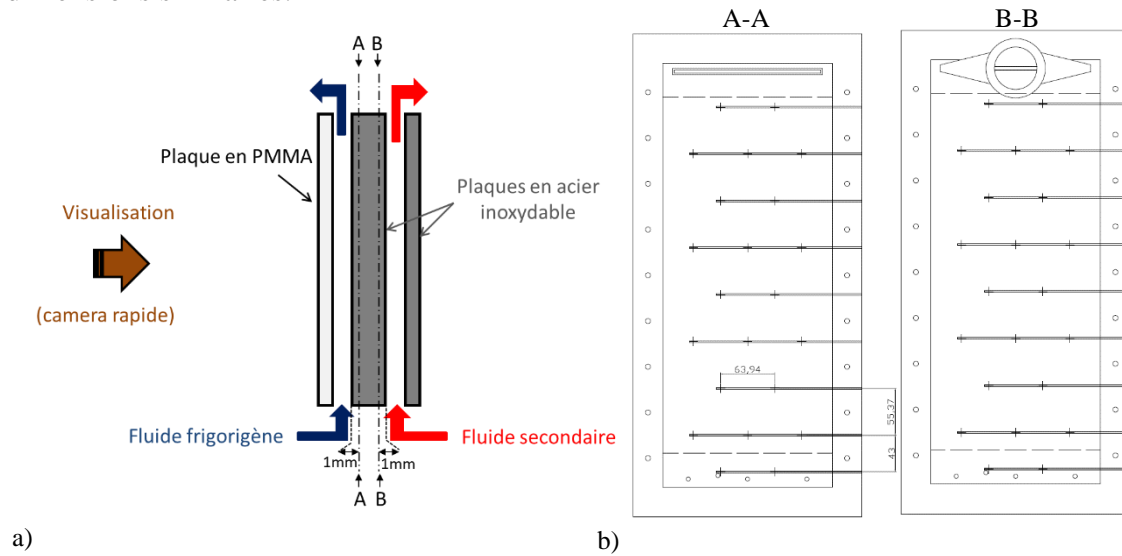 A-A
B-B
A B
Plaque en PMMA
Plaques en acier
inoxydable
Visualisation
(camera rapide)
Fluide frigorigène
Fluide secondaire
1mm
1mm
A B
63,94
55,37
43
a)
b)